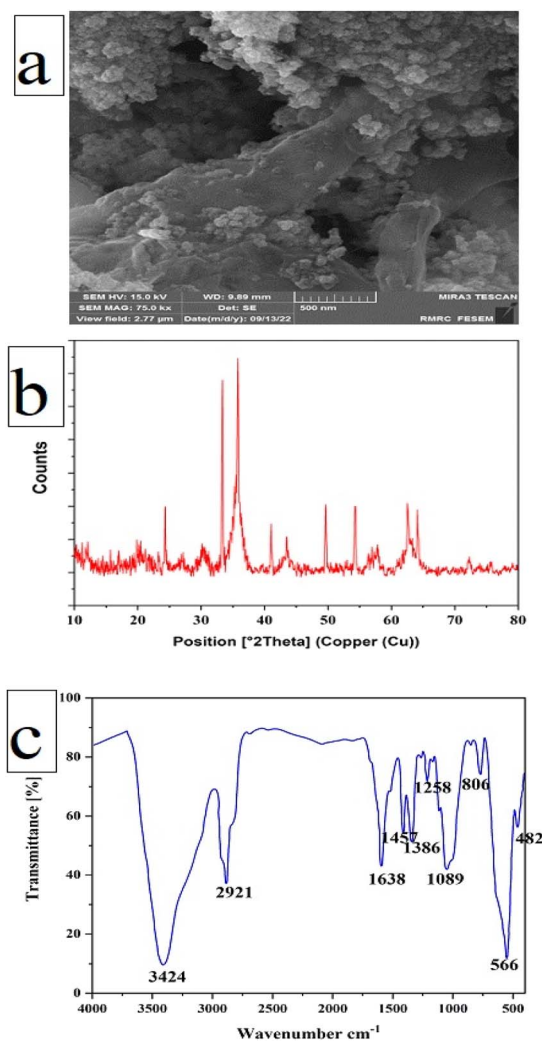 a
SEM HV: 15.0 kV WD: 9.89 mm MIRA3 TESCAN
SEM MAG: 75.0 kx Det: SE 500 nm
View field: 2.77 µm Date(m/d/y): 09/13/22 RMRC FESEM
b
Counts
10 20 30 40 50 60 70 80
Position [°2Theta] (Copper (Cu))
c
Transmittance [%]
100
80
60
40
20
0
3424
2921
1638
1457
1386
1258
1089
806
566
482
4000 3500 3000 2500 2000 1500 1000 500
Wavenumber cm⁻¹